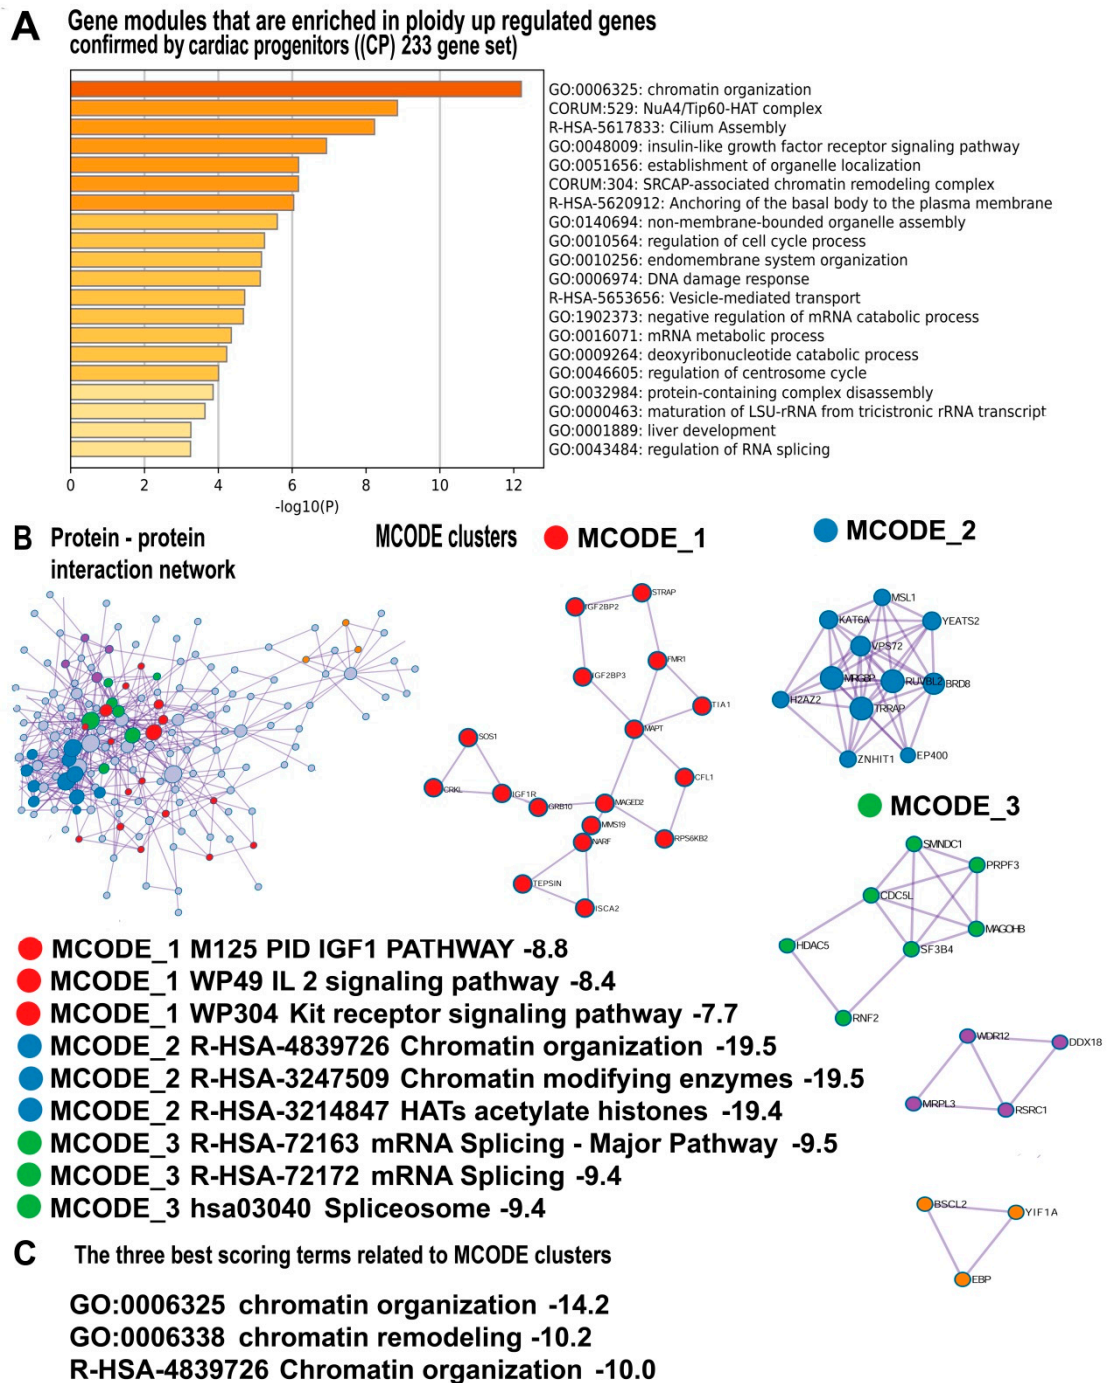 A
Gene modules that are enriched in ploidy up regulated genes
confirmed by cardiac progenitors ((CP) 233 gene set)
GO:0006325: chromatin organization
CORUM:529: NuA4/Tip60-HAT complex
R-HSA-5617833: Cilium Assembly
GO:0048009: insulin-like growth factor receptor signaling pathway
GO:0051656: establishment of organelle localization
CORUM:304: SRCAP-associated chromatin remodeling complex
R-HSA-5620912: Anchoring of the basal body to the plasma membrane
GO:0140694: non-membrane-bounded organelle assembly
GO:0010564: regulation of cell cycle process
GO:0010256: endomembrane system organization
GO:0006974: DNA damage response
R-HSA-5653656: Vesicle-mediated transport
GO:1902373: negative regulation of mRNA catabolic process
GO:0016071: mRNA metabolic process
GO:0009264: deoxyribonucleotide catabolic process
GO:0046605: regulation of centrosome cycle
GO:0032984: protein-containing complex disassembly
GO:0000463: maturation of LSU-rRNA from tricistronic rRNA transcript
GO:0001889: liver development
GO:0043484: regulation of RNA splicing
0 2 4 6 8 10 12
-log10(P)
B
Protein - protein
interaction network
MCODE clusters
MCODE_1
STRAP
IGF2BP2
FMR1
IGF2BP3
TIA1
MAPT
SOS1
CFL1
CRKL
IGF1R
GRB10
MAGED2
MMS19
RPS6KB2
NARF
TEPSIN
ISCA2
MCODE_2
MSL1
KAT6A
YEATS2
VPS72
MRGBP
RUVBL2
BRD8
H2AZ2
TRRAP
ZNHIT1
EP400
MCODE_3
SMNDC1
PRPF3
CDC5L
MAGOHB
HDAC5
SF3B4
RNF2
WDR12
DDX18
MRPL3
RSRC1
BSCL2
YIF1A
EBP
MCODE_1 M125 PID IGF1 PATHWAY -8.8
MCODE_1 WP49 IL 2 signaling pathway -8.4
MCODE_1 WP304 Kit receptor signaling pathway -7.7
MCODE_2 R-HSA-4839726 Chromatin organization -19.5
MCODE_2 R-HSA-3247509 Chromatin modifying enzymes -19.5
MCODE_2 R-HSA-3214847 HATs acetylate histones -19.4
MCODE_3 R-HSA-72163 mRNA Splicing - Major Pathway -9.5
MCODE_3 R-HSA-72172 mRNA Splicing -9.4
MCODE_3 hsa03040 Spliceosome -9.4
C
The three best scoring terms related to MCODE clusters
GO:0006325 chromatin organization -14.2
GO:0006338 chromatin remodeling -10.2
R-HSA-4839726 Chromatin organization -10.0